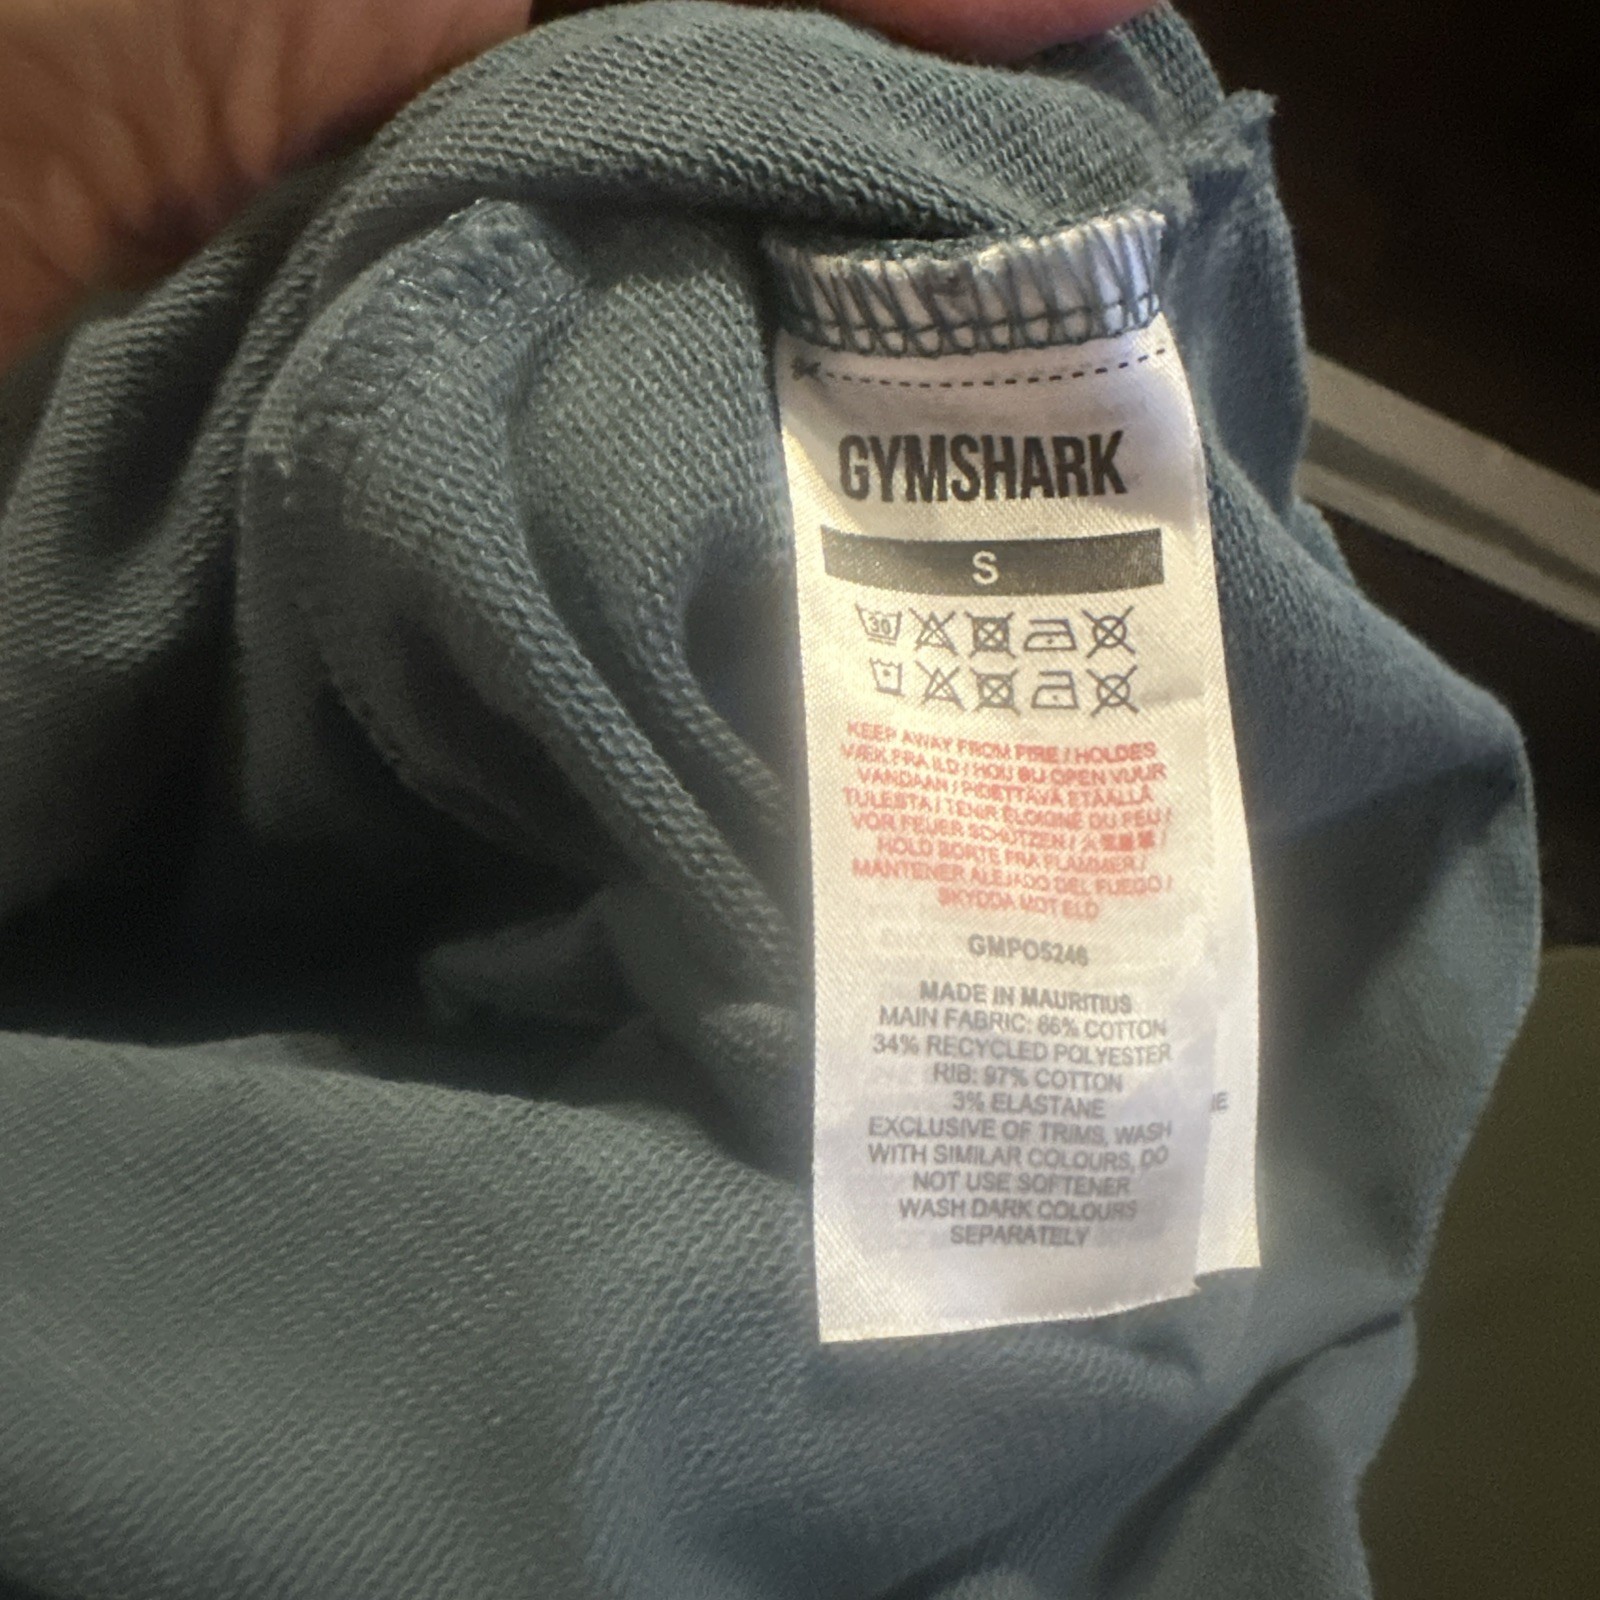 GYMSHARK
S
30
KEEP AWAY FROM FIRE / HOLDES
VÆK FRA ILD / HOU BIJ OPEN VUUR
VANDAAN / PIDETTÄVÄ ETÄÄLLÄ
TULESTA / TENIR ÉLOIGNÉ DU FEU /
VOR FEUER SCHÜTZEN /
HOLD BORTE FRA FLAMMER /
MANTENER ALEJADO DEL FUEGO /
SKYDDA MOT ELD
GMPO5246
MADE IN MAURITIUS
MAIN FABRIC: 66% COTTON
34% RECYCLED POLYESTER
RIB: 97% COTTON
3% ELASTANE
EXCLUSIVE OF TRIMS, WASH
WITH SIMILAR COLOURS, DO
NOT USE SOFTENER
WASH DARK COLOURS
SEPARATELY